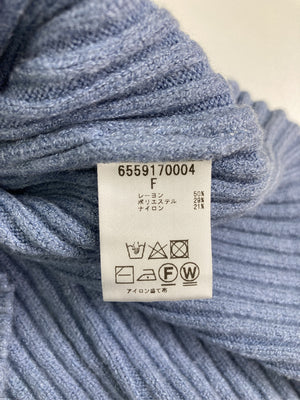 6559170004
F
レーヨン 50%
ポリエステル 29%
ナイロン 21%
F W
アイロン当て布